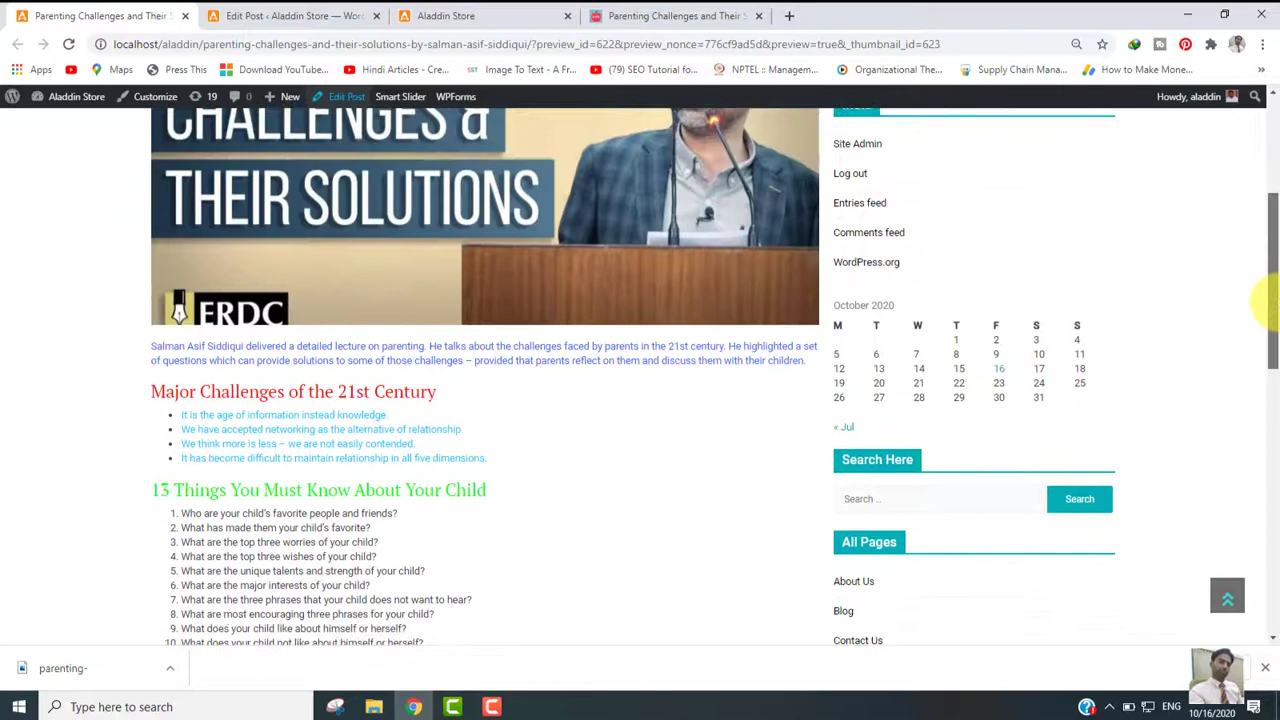 Parenting Challenges and Their S
Edit Post ‹ Aladdin Store — Wor
Aladdin Store
Parenting Challenges and Their S
localhost/aladdin/parenting-challenges-and-their-solutions-by-salman-asif-siddiqui/?preview_id=622&preview_nonce=776cf9ad5d&preview=true&_thumbnail_id=623
Apps
Maps
Press This
Download YouTube...
Hindi Articles - Cre...
Image To Text - A Fr...
(79) SEO Tutorial fo...
NPTEL :: Managem...
Organizational The...
Supply Chain Mana...
How to Make Mone...
Aladdin Store
Customize
19
0
New
Edit Post
Smart Slider
WPForms
Howdy, aladdin
CHALLENGES &
THEIR SOLUTIONS
ERDC
Salman Asif Siddiqui delivered a detailed lecture on parenting. He talks about the challenges faced by parents in the 21st century. He highlighted a set
of questions which can provide solutions to some of those challenges – provided that parents reflect on them and discuss them with their children.
Major Challenges of the 21st Century
It is the age of information instead knowledge.
We have accepted networking as the alternative of relationship
We think more is less – we are not easily contended.
It has become difficult to maintain relationship in all five dimensions.
13 Things You Must Know About Your Child
1. Who are your child's favorite people and friends?
2. What has made them your child's favorite?
3. What are the top three worries of your child?
4. What are the top three wishes of your child?
5. What are the unique talents and strength of your child?
6. What are the major interests of your child?
7. What are the three phrases that your child does not want to hear?
8. What are most encouraging three phrases for your child?
9. What does your child like about himself or herself?
10. What does your child not like about himself or herself?
Site Admin
Log out
Entries feed
Comments feed
WordPress.org
October 2020
M T W T F S S
1 2 3 4
5 6 7 8 9 10 11
12 13 14 15 16 17 18
19 20 21 22 23 24 25
26 27 28 29 30 31
« Jul
Search Here
Search …
Search
All Pages
About Us
Blog
Contact Us
parenting-
Type here to search
ENG
10/16/2020